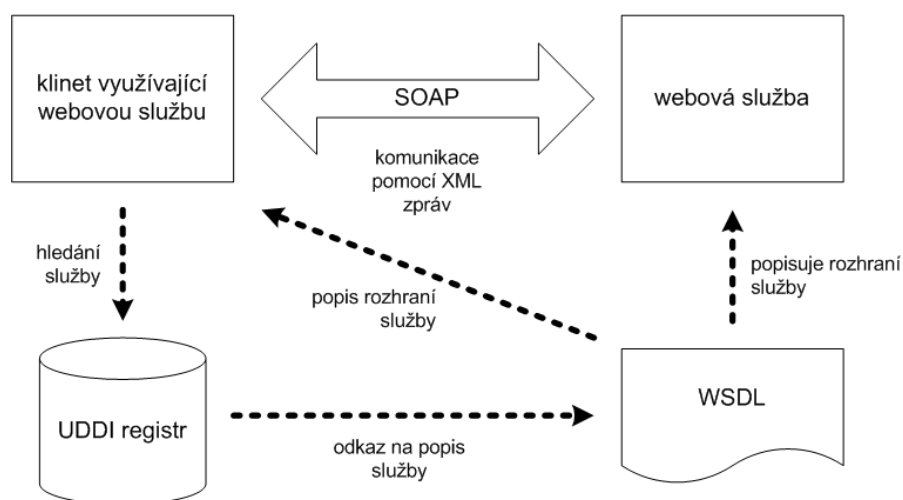 klinet využívající
webovou službu
SOAP
webová služba
komunikace
pomocí XML
zpráv
hledání
služby
popis rozhraní
služby
popisuje rozhraní
služby
UDDI registr
odkaz na popis
služby
WSDL